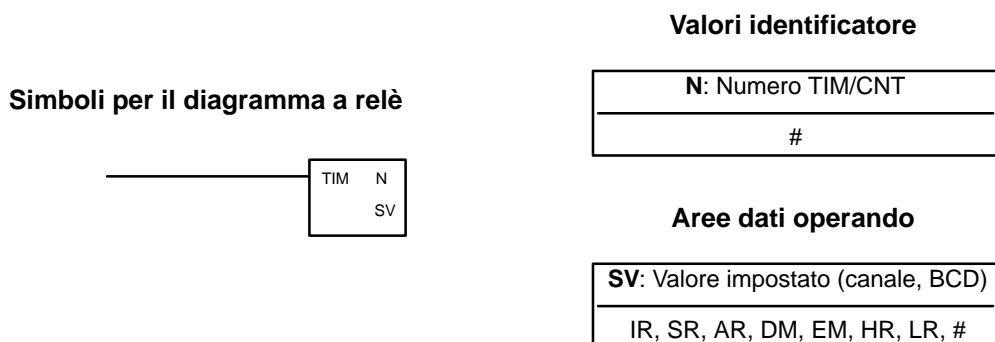 Valori identificatore
N: Numero TIM/CNT
#
Simboli per il diagramma a relè
TIM N
SV
Aree dati operando
SV: Valore impostato (canale, BCD)
IR, SR, AR, DM, EM, HR, LR, #